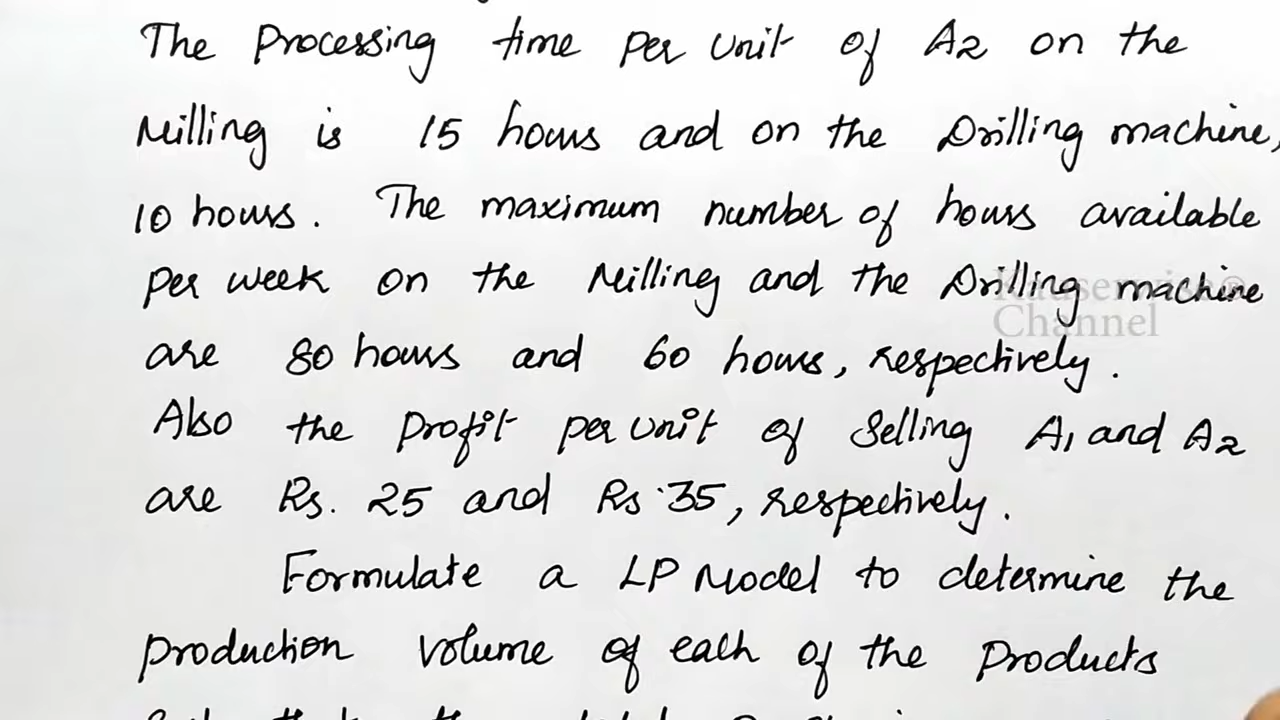 The Processing time Per Unit of A2 on the
Milling is 15 hours and on the Drilling machine,
10 hours. The maximum number of hours available
Per week on the Milling and the Drilling machine
are 80 hours and 60 hours, respectively.
Also the Profit per unit of Selling A1 and A2
are Rs. 25 and Rs. 35, respectively.
Formulate a LP Model to determine the
production volume of each of the Products
Channel